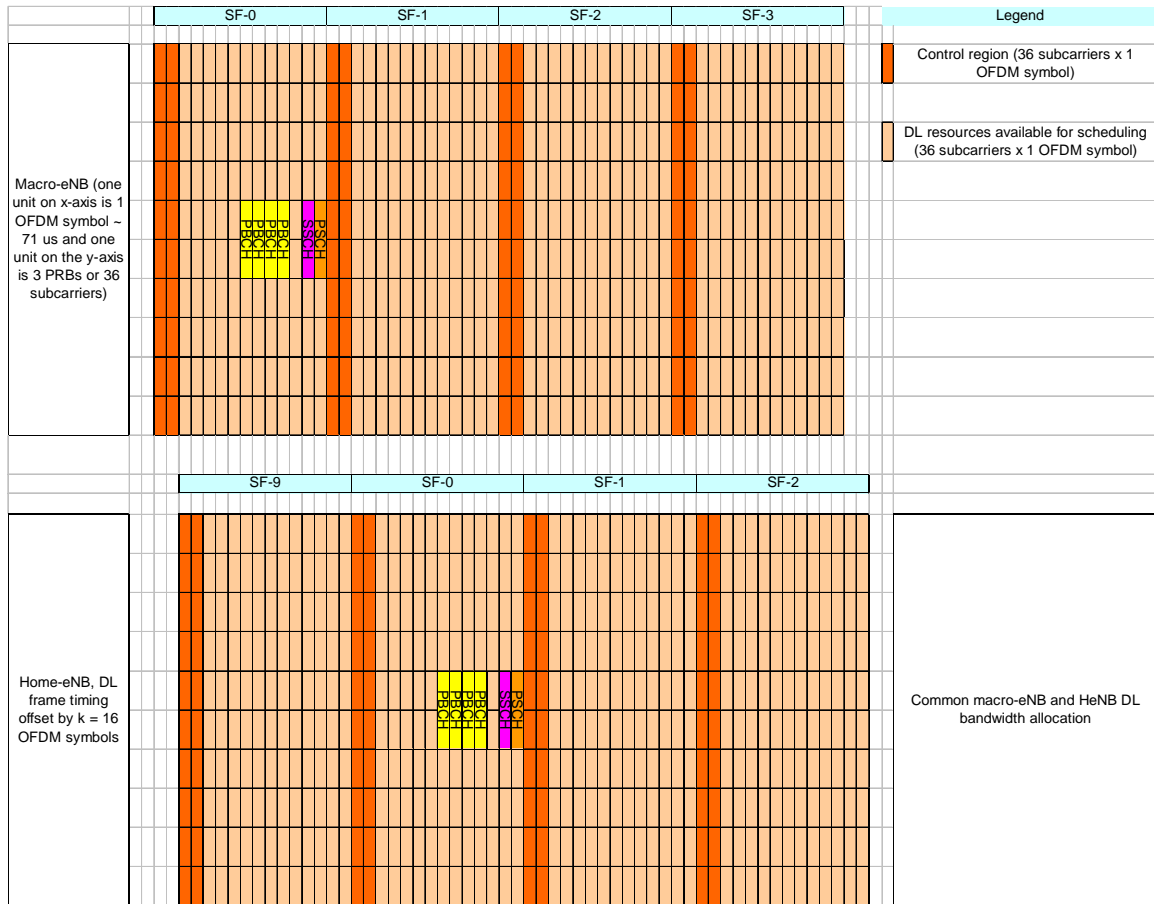 SF-0 SF-1 SF-2 SF-3 Legend
Control region (36 subcarriers x 1
OFDM symbol)
DL resources available for scheduling
(36 subcarriers x 1 OFDM symbol)
Macro-eNB (one
unit on x-axis is 1
OFDM symbol ~
71 us and one
unit on the y-axis
is 3 PRBs or 36
subcarriers)
PBCH
PBCH
PBCH
PBCH
SSCH
PSCH
SF-9 SF-0 SF-1 SF-2
Home-eNB, DL
frame timing
offset by k = 16
OFDM symbols
PBCH
PBCH
PBCH
PBCH
SSCH
PSCH
Common macro-eNB and HeNB DL
bandwidth allocation